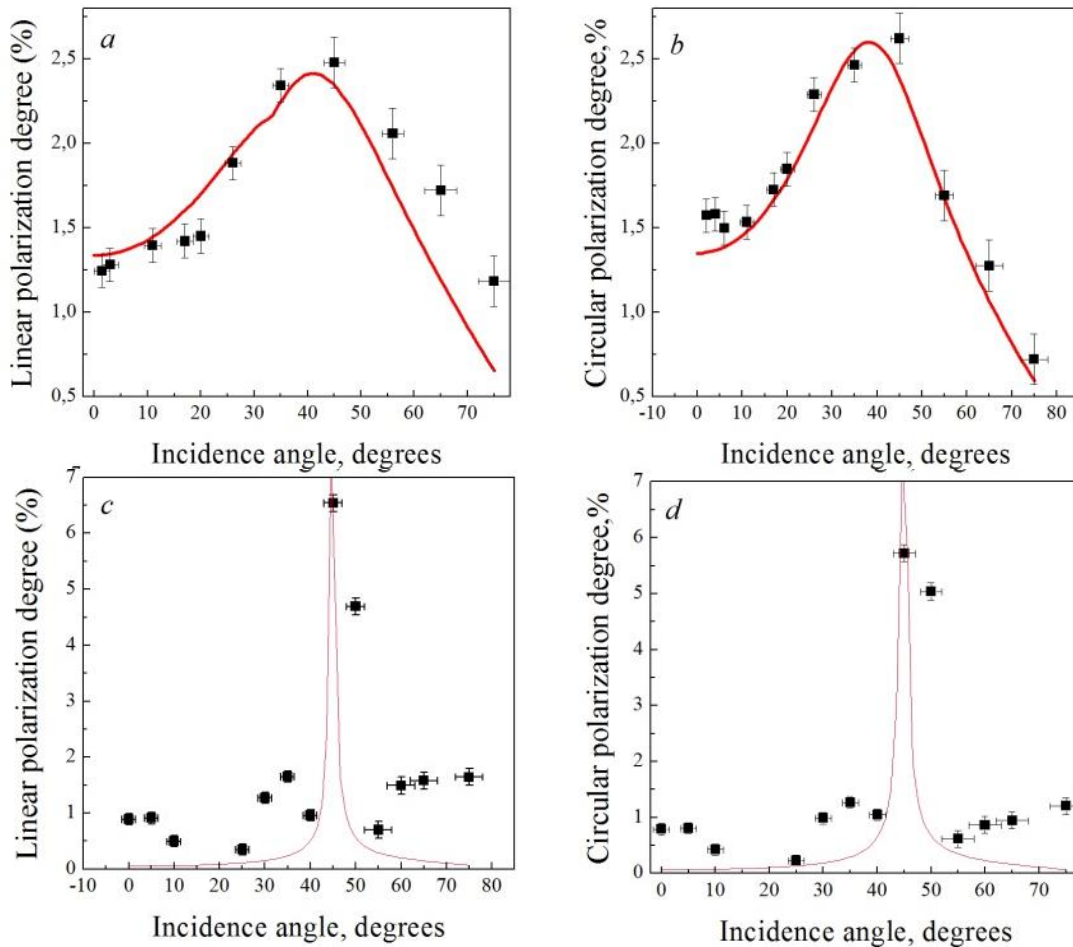 a
Linear polarization degree (%)
2,5
2,0
1,5
1,0
0,5
0 10 20 30 40 50 60 70
Incidence angle, degrees
b
Circular polarization degree,%
2,5
2,0
1,5
1,0
0,5
-10 0 10 20 30 40 50 60 70 80
Incidence angle, degrees
c
Linear polarization degree (%)
7
6
5
4
3
2
1
0
-10 0 10 20 30 40 50 60 70 80
Incidence angle, degrees
d
Circular polarization degree,%
7
6
5
4
3
2
1
0
0 10 20 30 40 50 60 70
Incidence angle, degrees